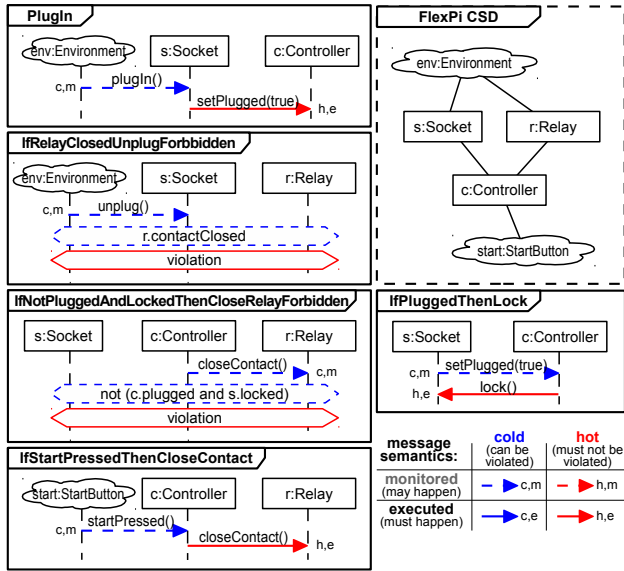 PlugIn
env:Environment
s:Socket
c:Controller
c,m
plugIn()
setPlugged(true)
h,e
IfRelayClosedUnplugForbbidden
env:Environment
s:Socket
r:Relay
c,m
unplug()
r.contactClosed
violation
IfNotPluggedAndLockedThenCloseRelayForbidden
s:Socket
c:Controller
r:Relay
closeContact()
c,m
not (c.plugged and s.locked)
violation
IfStartPressedThenCloseContact
start:StartButton
c:Controller
r:Relay
c,m
startPressed()
closeContact()
h,e
FlexPi CSD
env:Environment
s:Socket
r:Relay
c:Controller
start:StartButton
IfPluggedThenLock
s:Socket
c:Controller
c,m
setPlugged(true)
h,e
lock()
message
semantics:
cold
(can be
violated)
hot
(must not be
violated)
monitored
(may happen)
c,m
h,m
executed
(must happen)
c,e
h,e